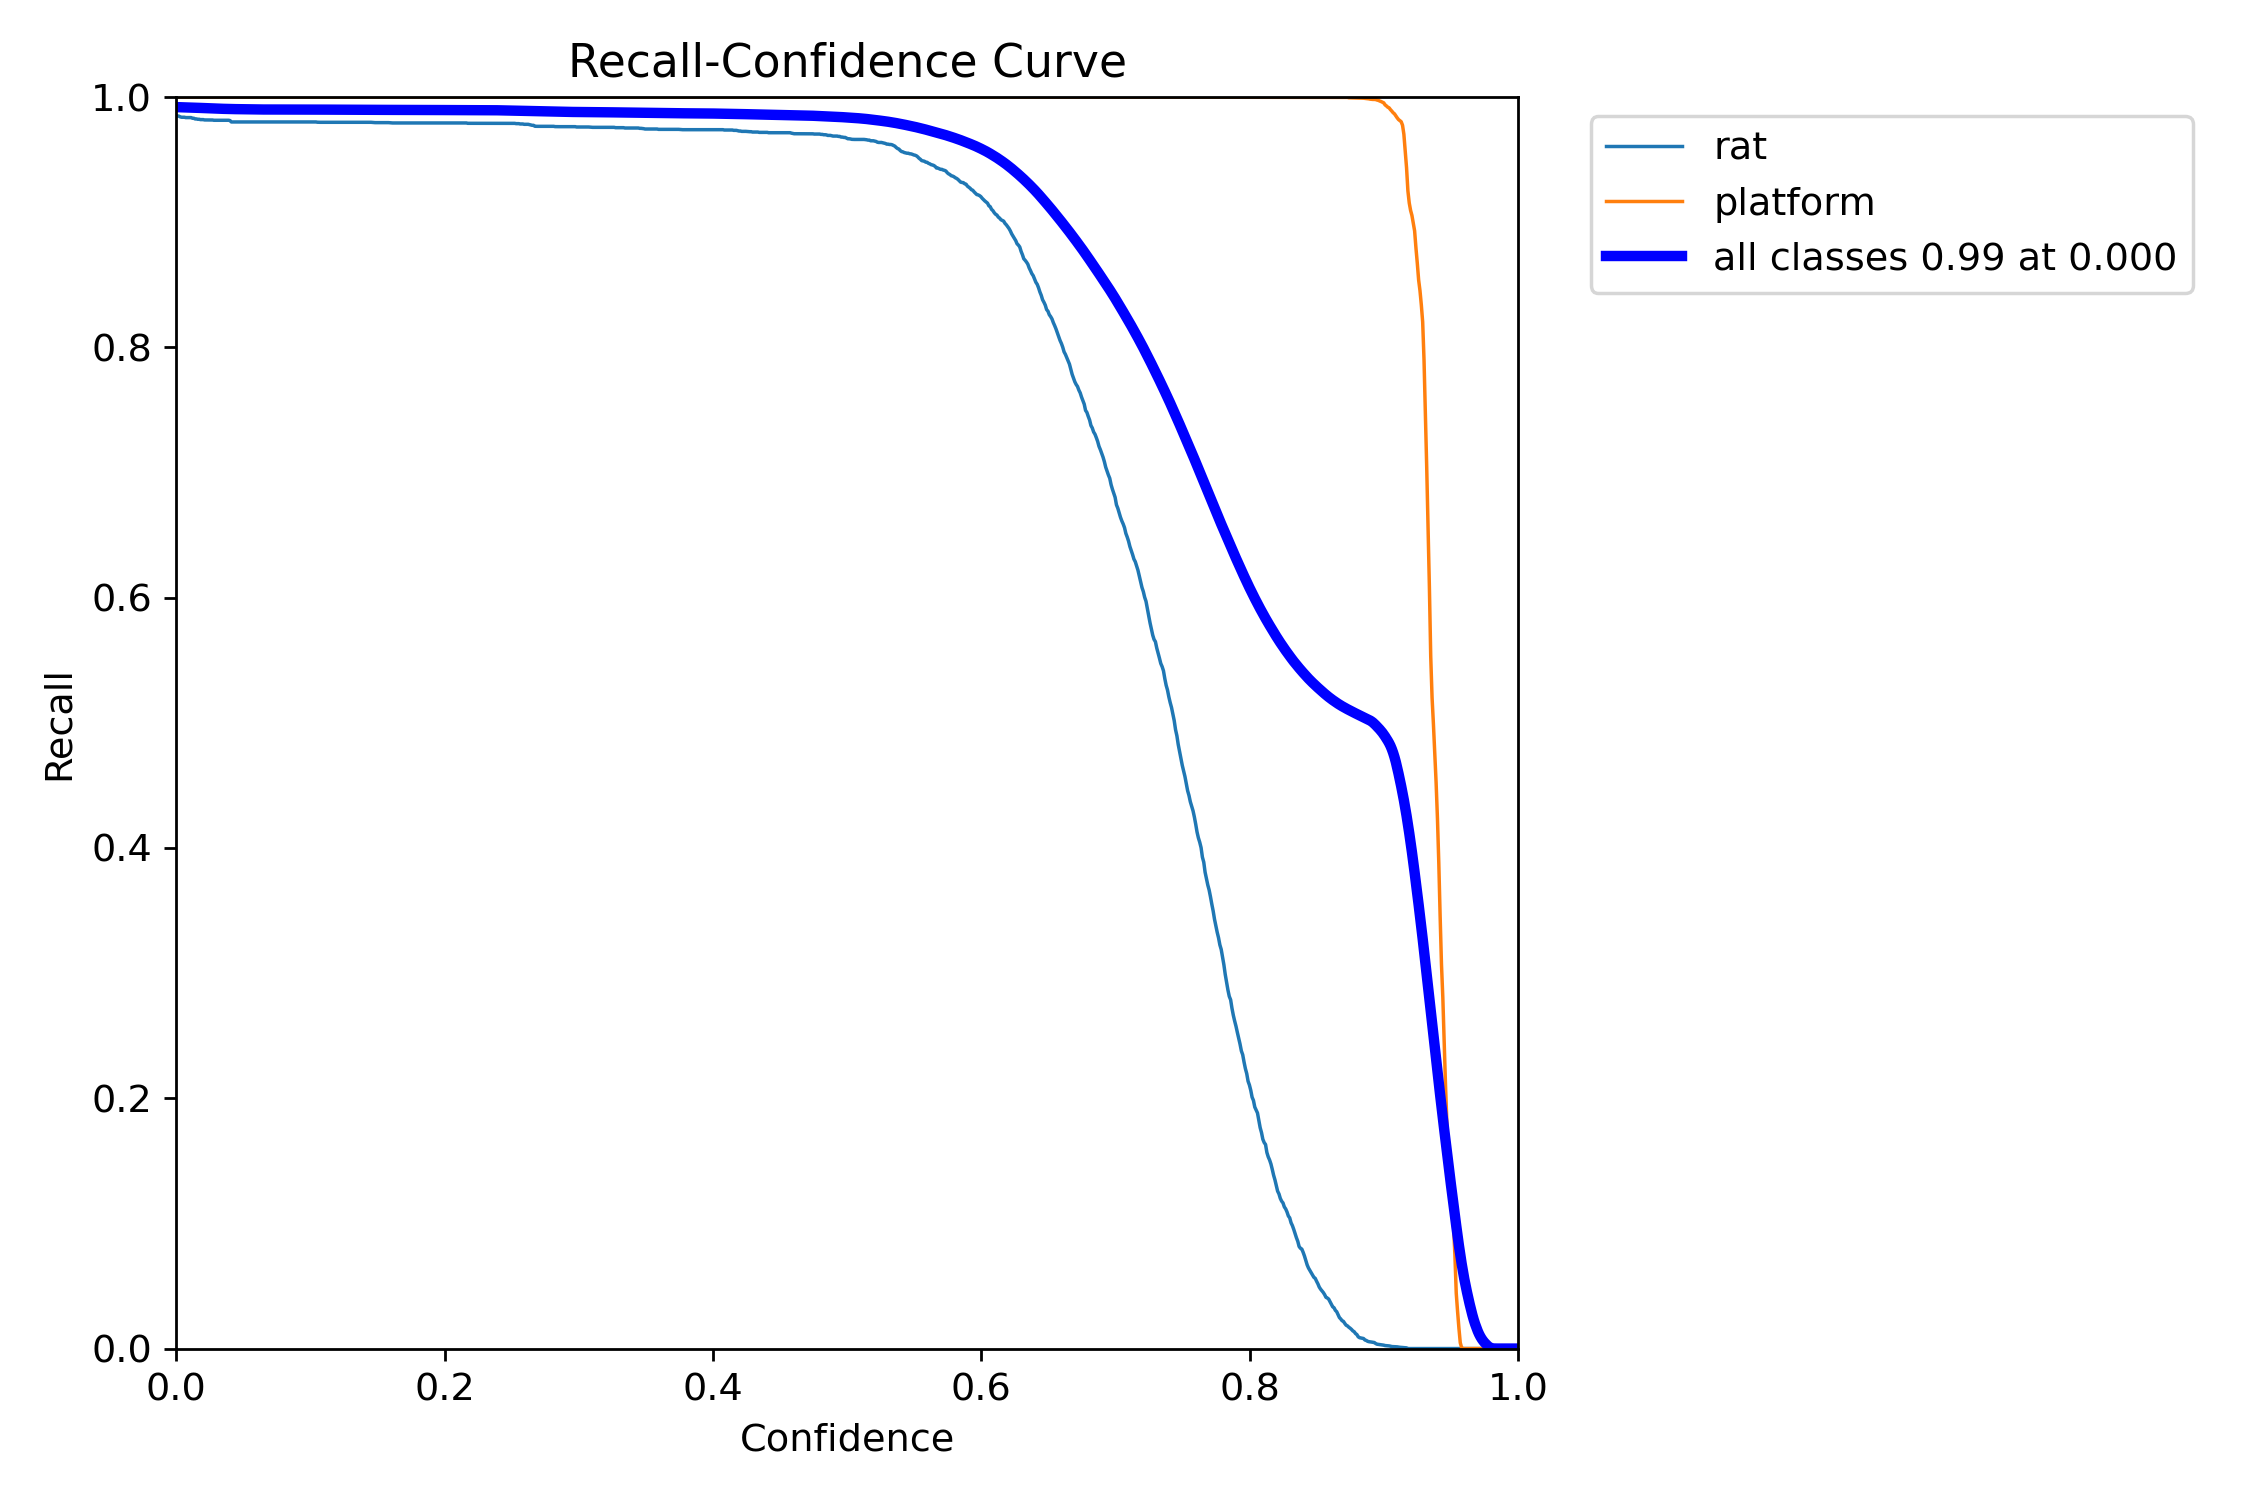 Recall-Confidence Curve
1.0
0.8
0.6
0.4
0.2
0.0
Recall
0.0 0.2 0.4 0.6 0.8 1.0
Confidence
rat
platform
all classes 0.99 at 0.000